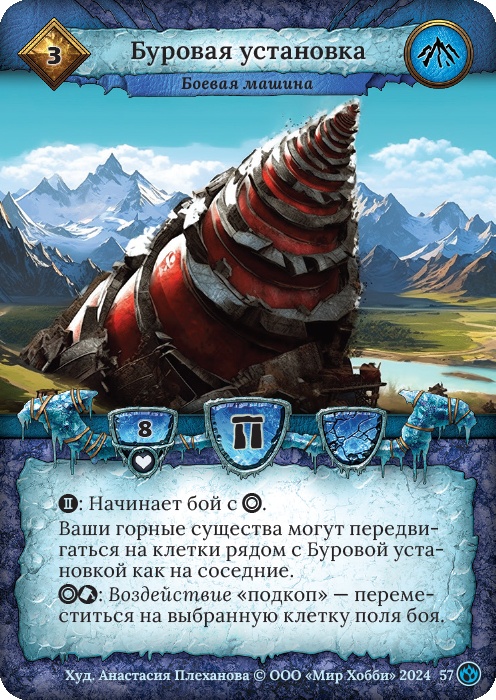 3
Буровая установка
Боевая машина
8
II: Начинает бой с .
Ваши горные существа могут передви-
гаться на клетки рядом с Буровой уста-
новкой как на соседние.
: Воздействие «подкоп» — переме-
ститься на выбранную клетку поля боя.
Худ. Анастасия Плеханова © ООО «Мир Хобби» 2024 57